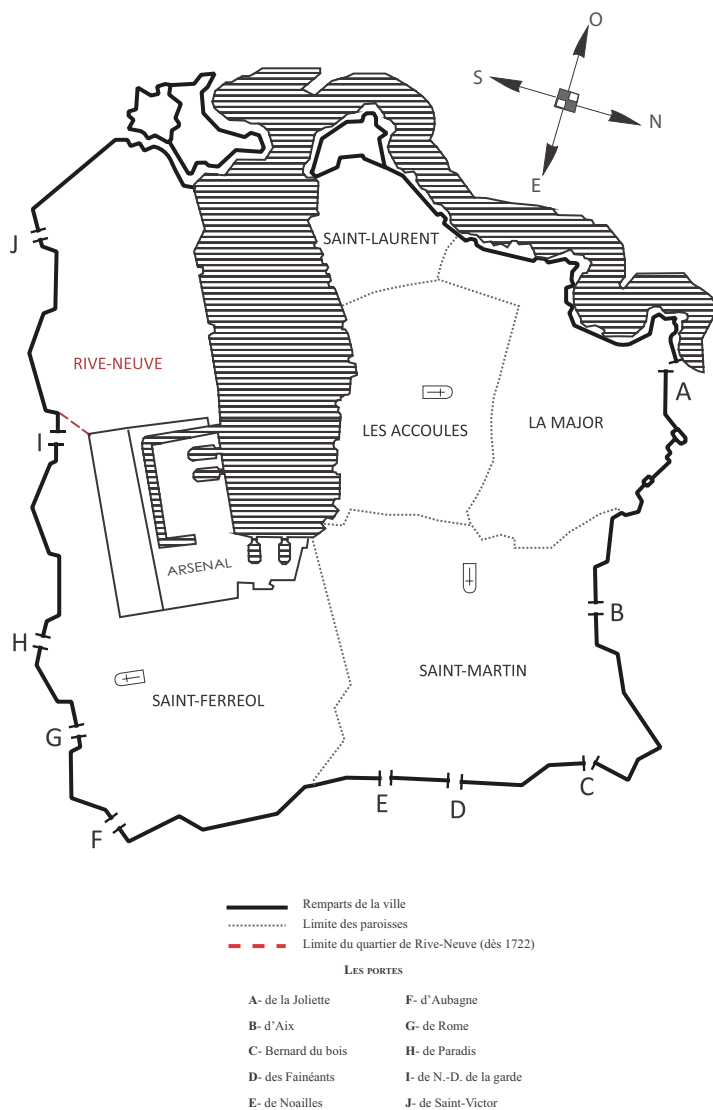 O
S
N
E
SAINT-LAURENT
J
RIVE-NEUVE
A
LES ACCOULES
LA MAJOR
I
ARSENAL
B
H
SAINT-MARTIN
SAINT-FERREOL
G
C
E
D
F
Remparts de la ville
Limite des paroisses
Limite du quartier de Rive-Neuve (dès 1722)
LES PORTES
A- de la Joliette
B- d'Aix
C- Bernard du bois
D- des Fainéants
E- de Noailles
F- d'Aubagne
G- de Rome
H- de Paradis
I- de N.-D. de la garde
J- de Saint-Victor